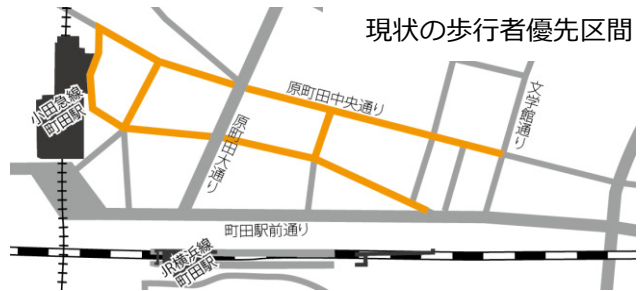 現状の歩行者優先区間
小田急線
町田駅
原町田中央通り
文学館通り
原町田大通り
町田駅前通り
JR横浜線
町田駅